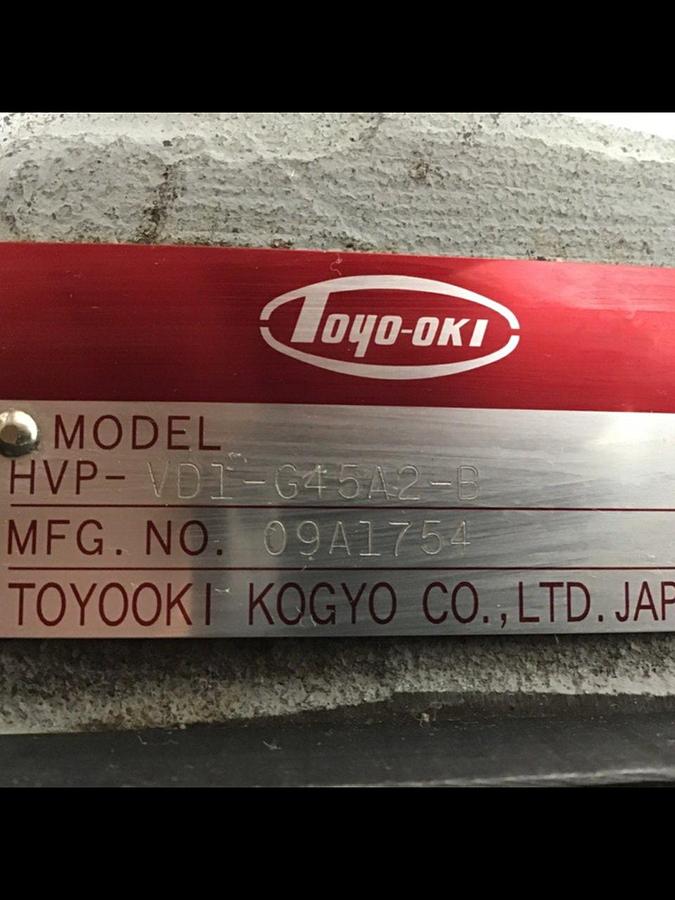 TOYO-OKI
MODEL
HVP- VD1-G45A2-B
MFG. NO. 09A1754
TOYOOKI KOGYO CO.,LTD. JAP